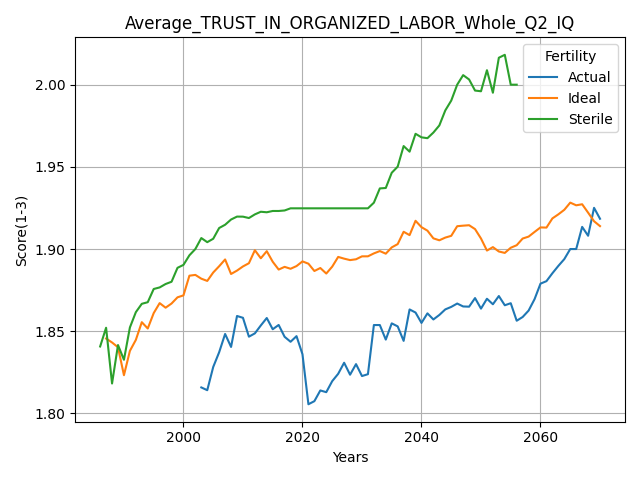 Average_TRUST_IN_ORGANIZED_LABOR_Whole_Q2_IQ
Fertility
Actual
Ideal
Sterile
2.00
1.95
1.90
1.85
1.80
Score(1-3)
2000 2020 2040 2060
Years